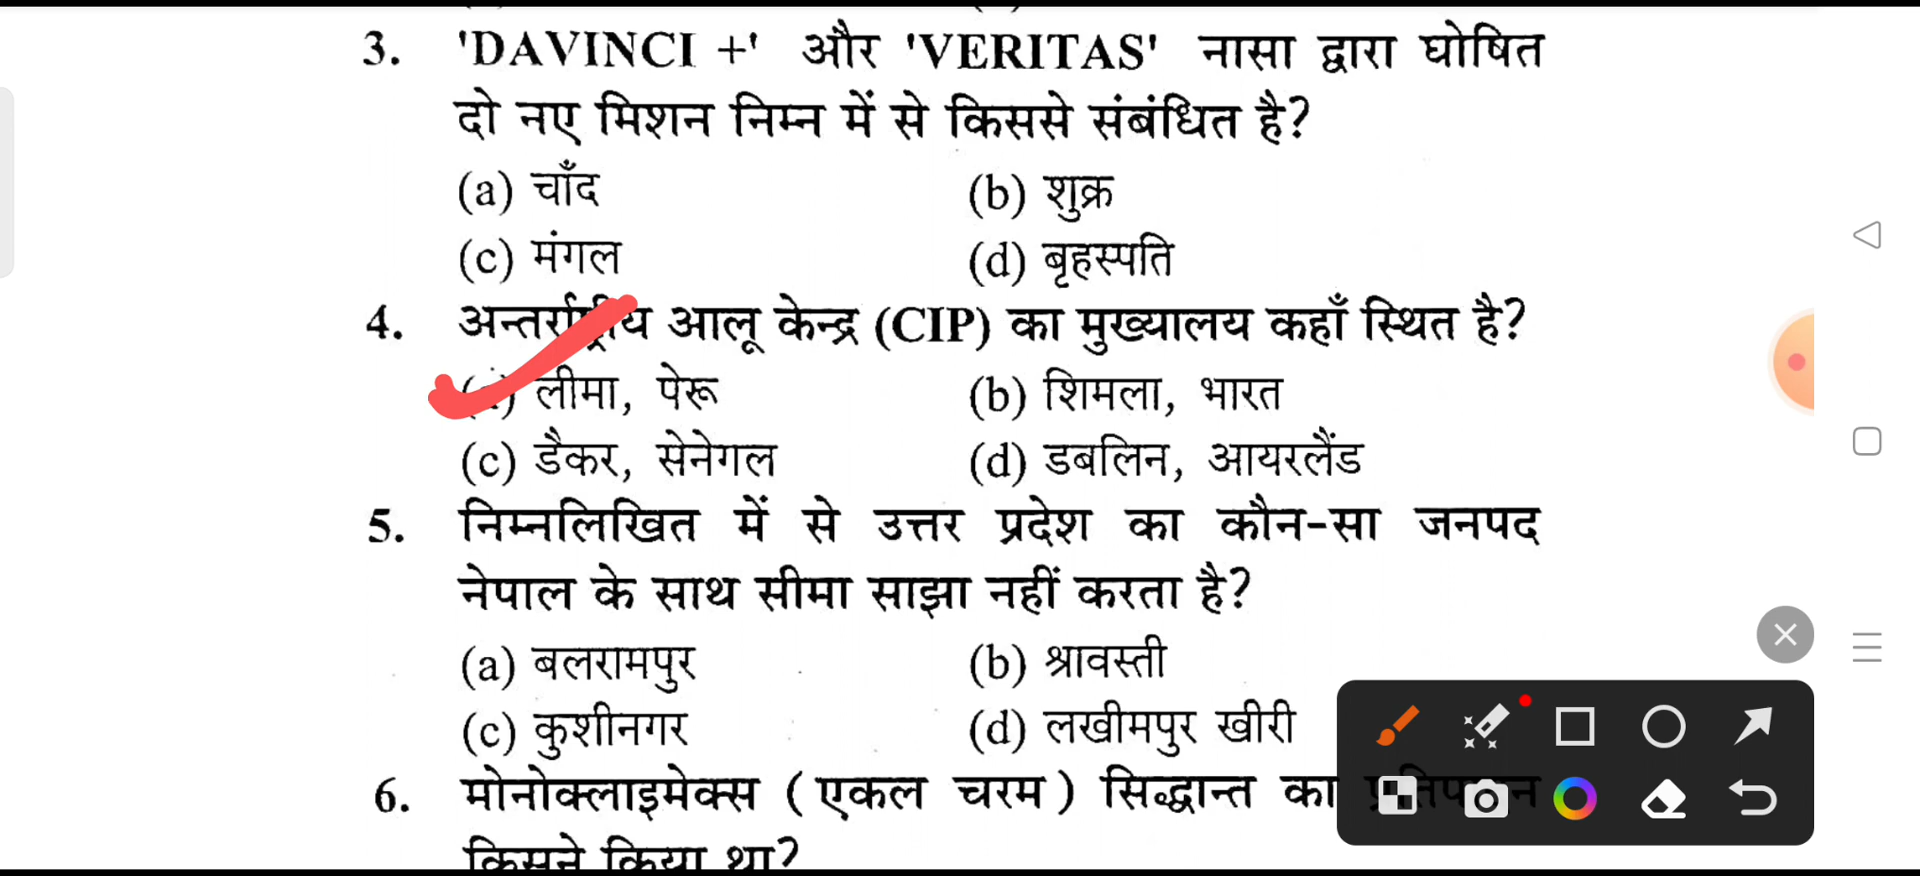 3. 'DAVINCI +' और 'VERITAS' नासा द्वारा घोषित
दो नए मिशन निम्न में से किससे संबंधित है?
(a) चाँद (b) शुक्र
(c) मंगल (d) बृहस्पति
4. अन्तर्राष्ट्रीय आलू केन्द्र (CIP) का मुख्यालय कहाँ स्थित है?
लीमा, पेरू (b) शिमला, भारत
(c) डैकर, सेनेगल (d) डबलिन, आयरलैंड
5. निम्नलिखित में से उत्तर प्रदेश का कौन-सा जनपद
नेपाल के साथ सीमा साझा नहीं करता है?
(a) बलरामपुर (b) श्रावस्ती
(c) कुशीनगर (d) लखीमपुर खीरी
6. मोनोक्लाइमेक्स (एकल चरम) सिद्धान्त का
किसने किया था?